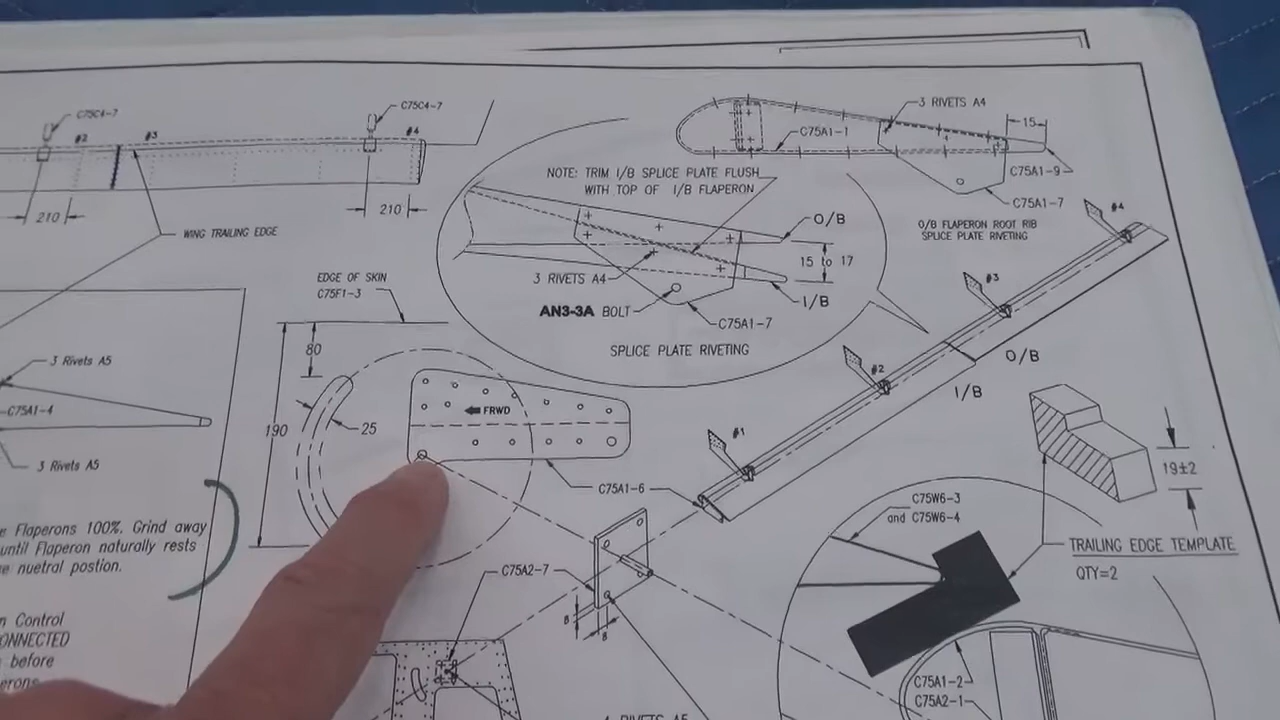 C75C4-7
C75C4-7
#2
#3
#4
210
210
WING TRAILING EDGE
3 RIVETS A4
15
C75A1-1
C75A1-9
C75A1-7
O/B FLAPERON ROOT RIB
SPLICE PLATE RIVETING
NOTE: TRIM I/B SPLICE PLATE FLUSH
WITH TOP OF I/B FLAPERON
O/B
15 to 17
3 RIVETS A4
I/B
AN3-3A BOLT
C75A1-7
SPLICE PLATE RIVETING
#4
#3
#2
#1
O/B
I/B
EDGE OF SKIN
C75F1-3
80
190
25
FRWD
C75A1-6
3 Rivets A5
C75A1-4
3 Rivets A5
e Flaperons 100%. Grind away
until Flaperon naturally rests
e nuetral postion.
n Control
ONNECTED
before
erons
C75A2-7
8
8
4 RIVETS A5
19±2
C75W6-3
and C75W6-4
TRAILING EDGE TEMPLATE
QTY=2
C75A1-2
C75A2-1